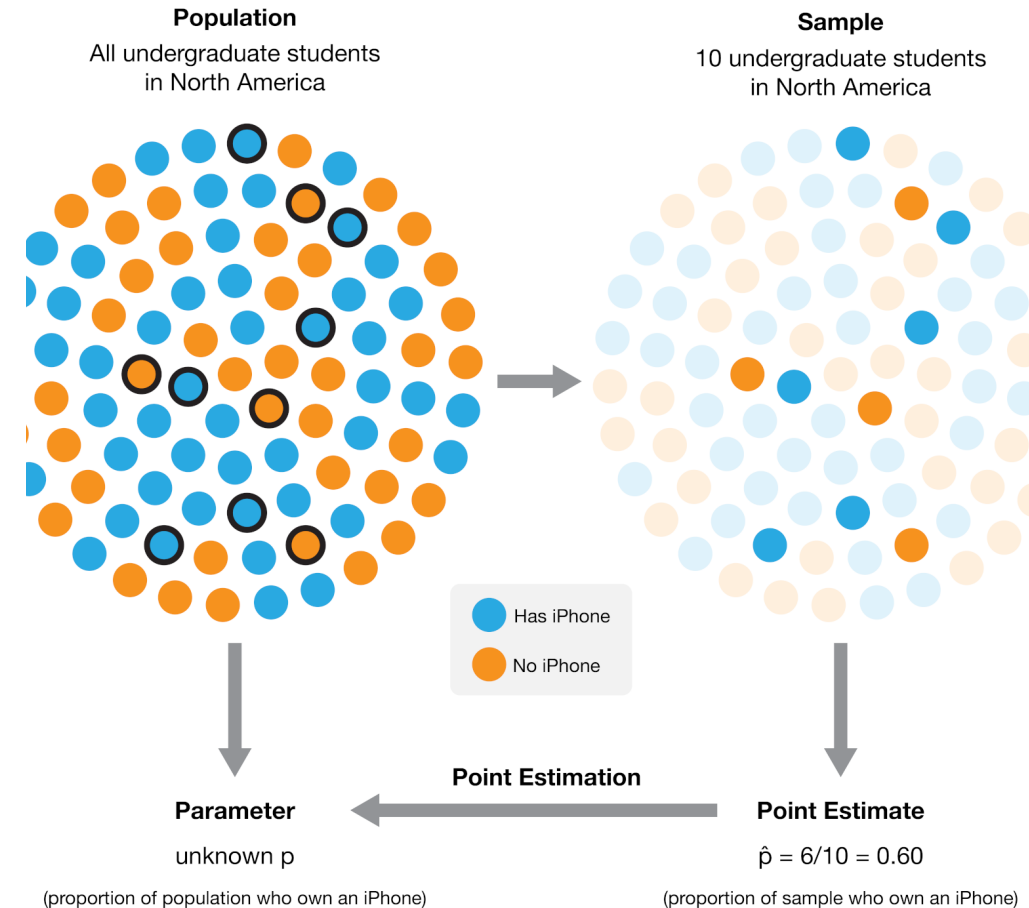 Population
All undergraduate students
in North America
Sample
10 undergraduate students
in North America
Has iPhone
No iPhone
Point Estimation
Parameter
unknown p
(proportion of population who own an iPhone)
Point Estimate
p̂ = 6/10 = 0.60
(proportion of sample who own an iPhone)